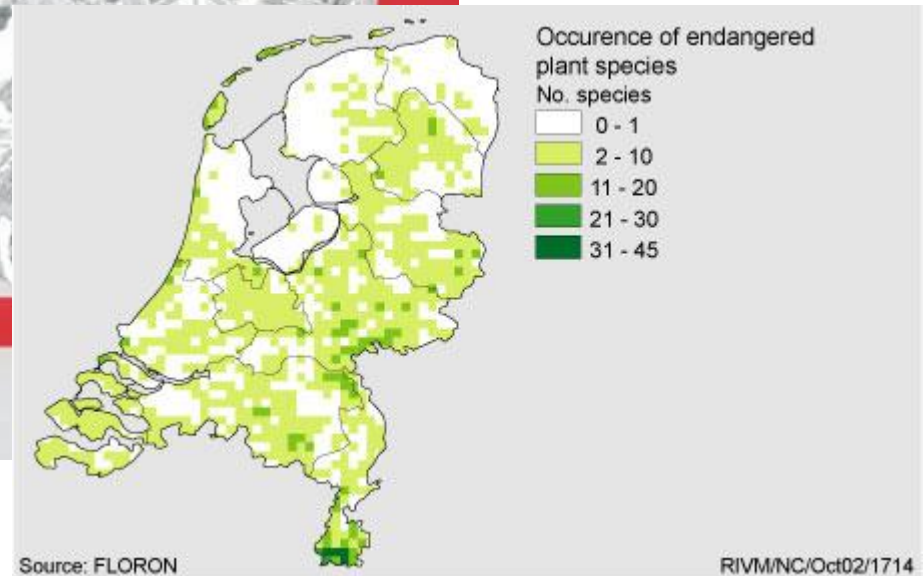 Occurence of endangered
plant species
No. species
0 - 1
2 - 10
11 - 20
21 - 30
31 - 45
Source: FLORON
RIVM/NC/Oct02/1714